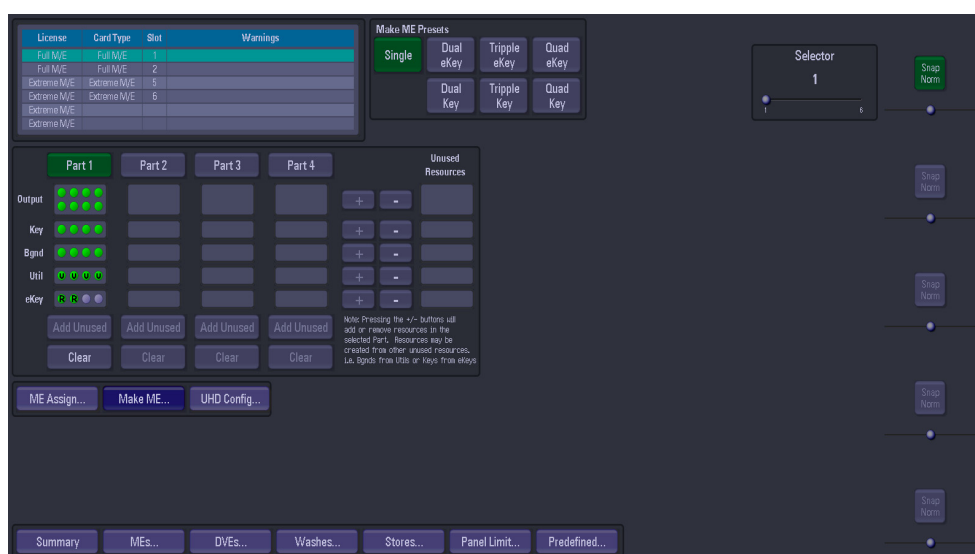 License Card Type Slot Warnings
Full M/E Full M/E 1
Full M/E Full M/E 2
Extreme M/E Extreme M/E 5
Extreme M/E Extreme M/E 6
Extreme M/E
Extreme M/E
Make ME Presets
Single Dual eKey Tripple eKey Quad eKey
Dual Key Tripple Key Quad Key
Selector
1
1 6
Snap Norm
Part 1 Part 2 Part 3 Part 4 Unused Resources
Output + -
Key + -
Bgnd + -
Util U U U U + -
eKey R R + -
Add Unused Add Unused Add Unused Add Unused
Clear Clear Clear Clear
Note: Pressing the +/- buttons will
add or remove resources in the
selected Part. Resources may be
created from other unused resources.
i.e. Bgnds from Utils or Keys from eKeys
Snap Norm
Snap Norm
ME Assign... Make ME... UHD Config...
Snap Norm
Snap Norm
Summary MEs... DVEs... Washes... Stores... Panel Limit... Predefined...